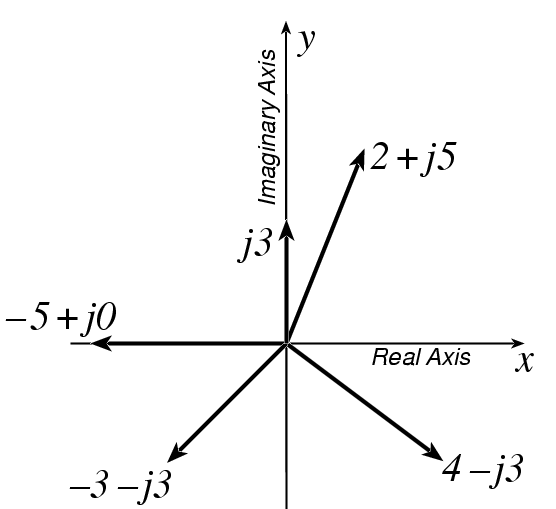 y
Imaginary Axis
2 + j5
j3
−5 + j0
Real Axis
x
−3 − j3
4 − j3